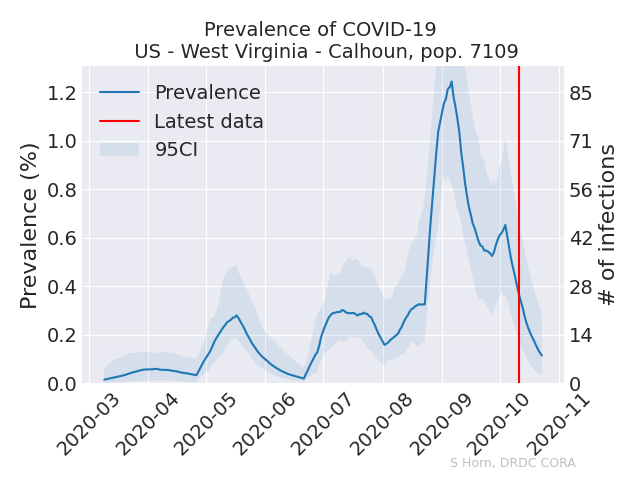 Prevalence of COVID-19
US - West Virginia - Calhoun, pop. 7109
Prevalence
Latest data
95CI
Prevalence (%)
1.2
1.0
0.8
0.6
0.4
0.2
0.0
85
71
56
42
28
14
0
# of infections
2020-03
2020-04
2020-05
2020-06
2020-07
2020-08
2020-09
2020-10
2020-11
S Horn, DRDC CORA